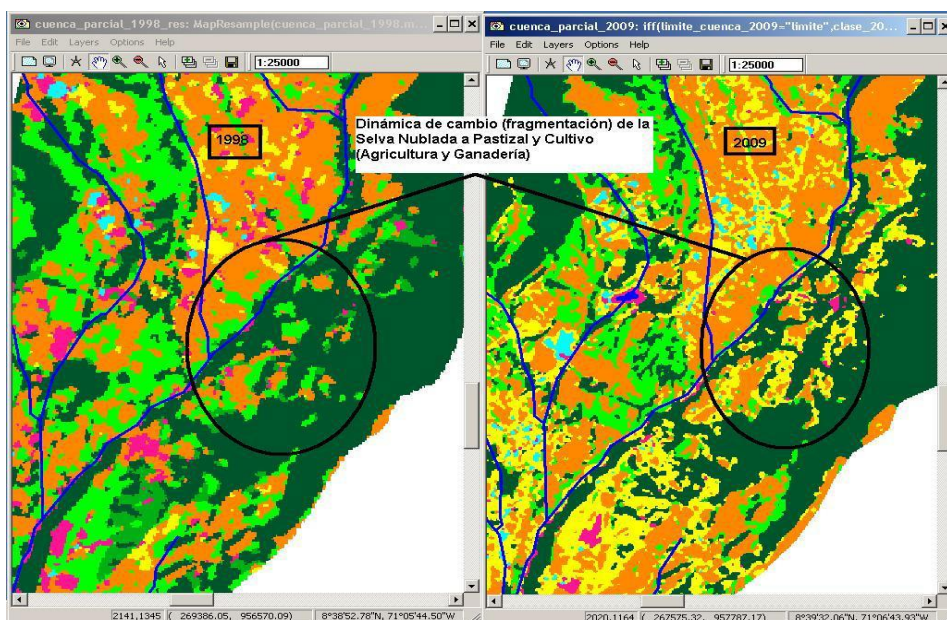 cuenca_parcial_1998_res: MapResample(cuenca_parcial_1998.m...
File Edit Layers Options Help
1:25000
1998
2141,1345 ( 269386.05, 956570.09) 8°38'52.78"N, 71°05'44.50"W
cuenca_parcial_2009: iff(limite_cuenca_2009="limite",clase_20...
File Edit Layers Options Help
1:25000
Dinámica de cambio (fragmentación) de la
Selva Nublada a Pastizal y Cultivo
(Agricultura y Ganadería)
2009
2020,1164 ( 267575.32, 957787.17) 8°39'32.06"N, 71°06'43.93"W